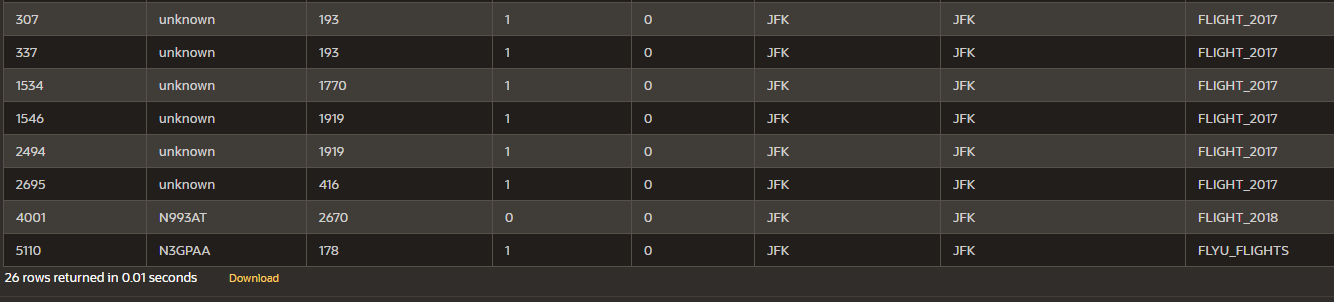 307 unknown 193 1 0 JFK JFK FLIGHT_2017
337 unknown 193 1 0 JFK JFK FLIGHT_2017
1534 unknown 1770 1 0 JFK JFK FLIGHT_2017
1546 unknown 1919 1 0 JFK JFK FLIGHT_2017
2494 unknown 1919 1 0 JFK JFK FLIGHT_2017
2695 unknown 416 1 0 JFK JFK FLIGHT_2017
4001 N993AT 2670 0 0 JFK JFK FLIGHT_2018
5110 N3GPAA 178 1 0 JFK JFK FLYU_FLIGHTS
26 rows returned in 0.01 seconds Download